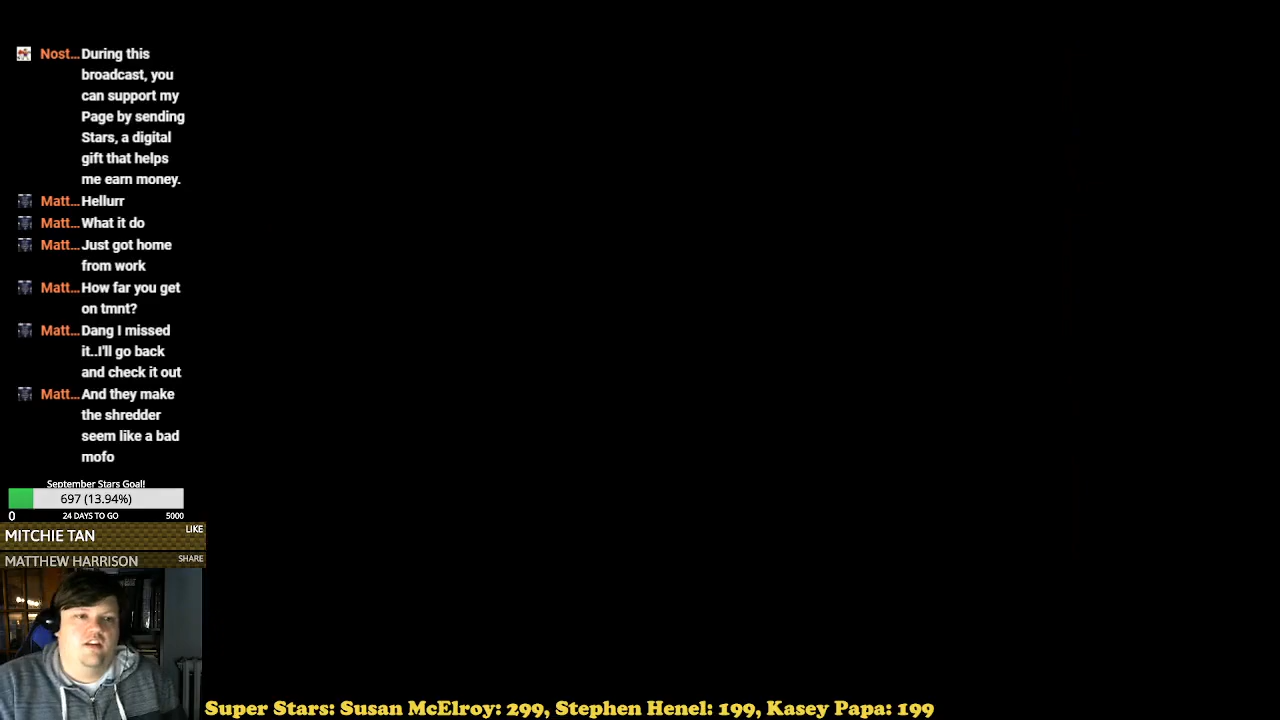 Nost... During this
broadcast, you
can support my
Page by sending
Stars, a digital
gift that helps
me earn money.
Matt... Hellurr
Matt... What it do
Matt... Just got home
from work
Matt... How far you get
on tmnt?
Matt... Dang I missed
it..I'll go back
and check it out
Matt... And they make
the shredder
seem like a bad
mofo
September Stars Goal!
697 (13.94%)
0 24 DAYS TO GO 5000
MITCHIE TAN LIKE
MATTHEW HARRISON SHARE
Super Stars: Susan McElroy: 299, Stephen Henel: 199, Kasey Papa: 199